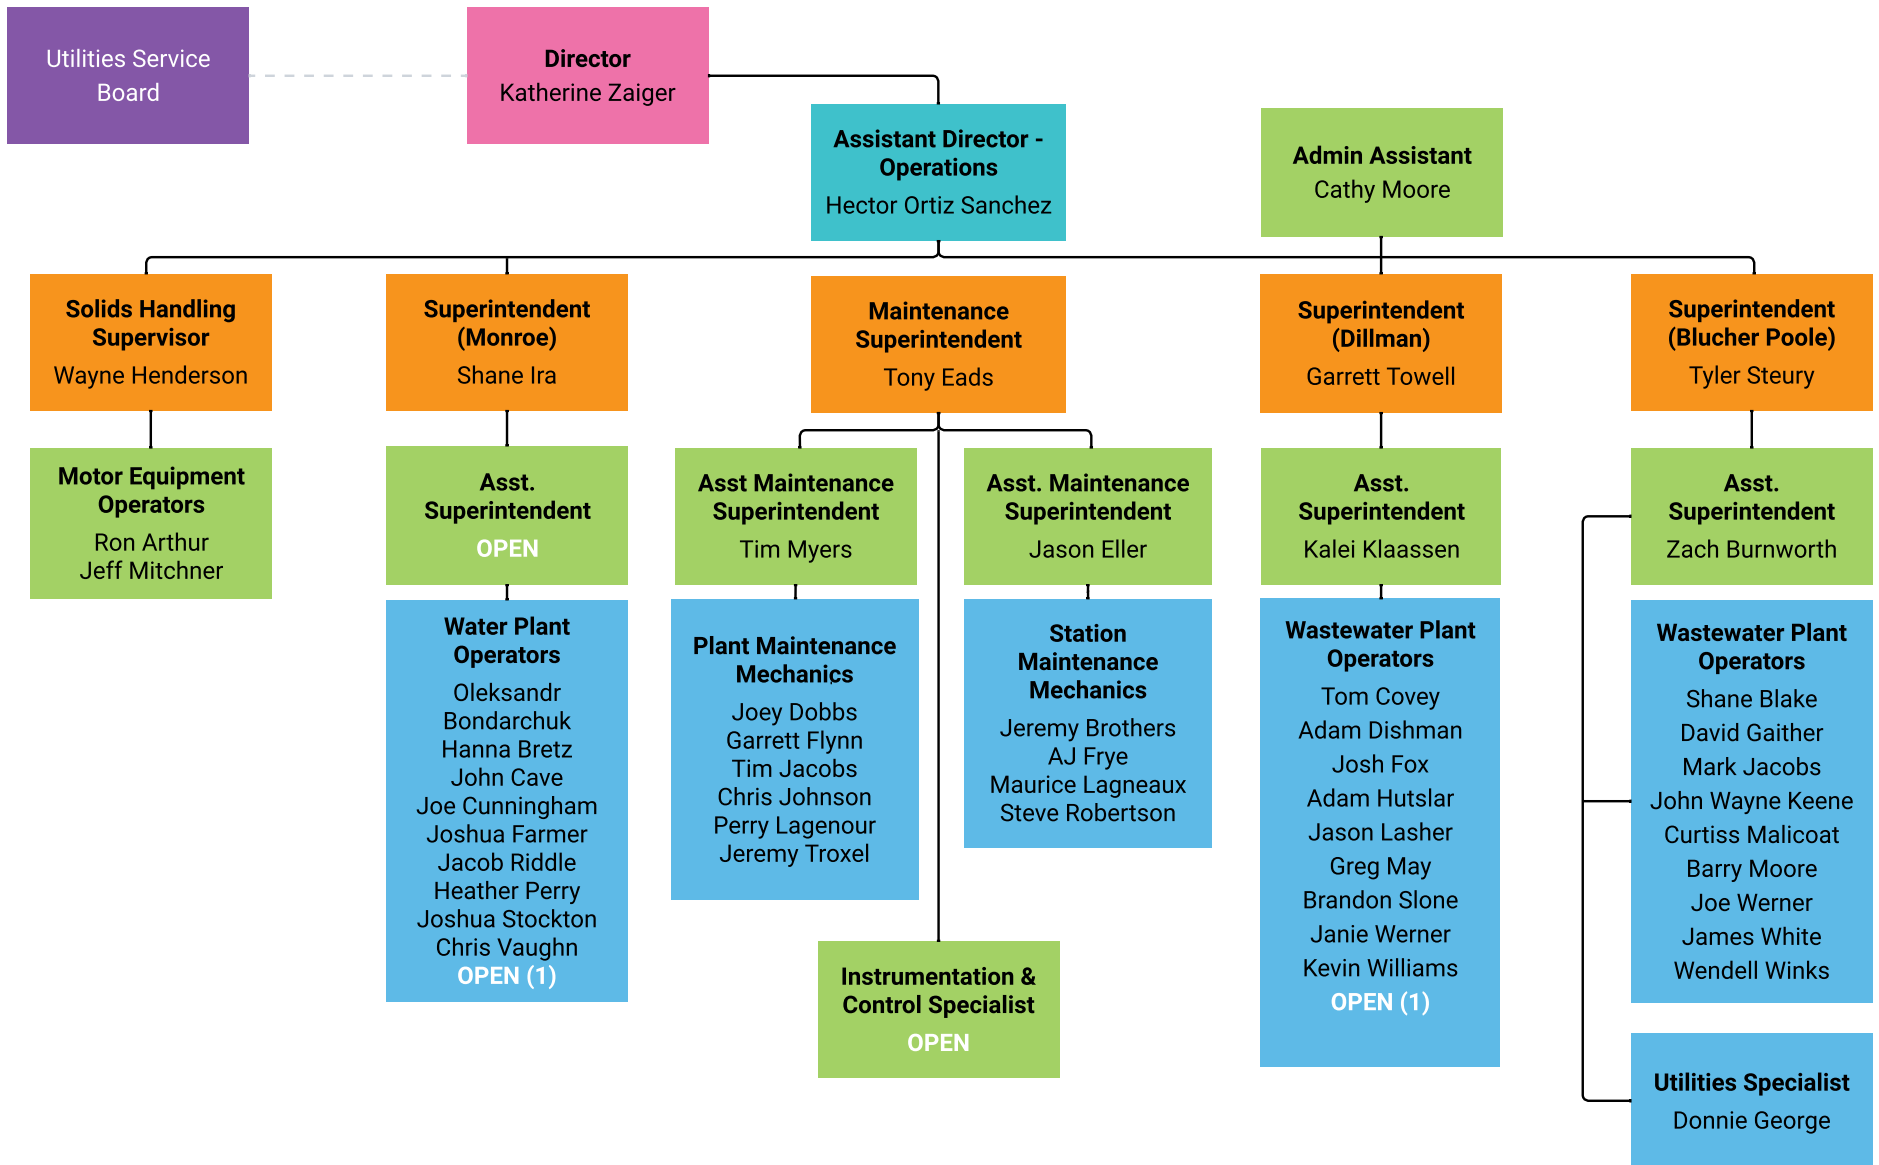 Utilities Service
Board
Director
Katherine Zaiger
Assistant Director -
Operations
Hector Ortiz Sanchez
Admin Assistant
Cathy Moore
Solids Handling
Supervisor
Wayne Henderson
Superintendent
(Monroe)
Shane Ira
Maintenance
Superintendent
Tony Eads
Superintendent
(Dillman)
Garrett Towell
Superintendent
(Blucher Poole)
Tyler Steury
Motor Equipment
Operators
Ron Arthur
Jeff Mitchner
Asst.
Superintendent
OPEN
Asst Maintenance
Superintendent
Tim Myers
Asst. Maintenance
Superintendent
Jason Eller
Asst.
Superintendent
Kalei Klaassen
Asst.
Superintendent
Zach Burnworth
Water Plant
Operators
Oleksandr
Bondarchuk
Hanna Bretz
John Cave
Joe Cunningham
Joshua Farmer
Jacob Riddle
Heather Perry
Joshua Stockton
Chris Vaughn
OPEN (1)
Plant Maintenance
Mechanics
Joey Dobbs
Garrett Flynn
Tim Jacobs
Chris Johnson
Perry Lagenour
Jeremy Troxel
Station
Maintenance
Mechanics
Jeremy Brothers
AJ Frye
Maurice Lagneaux
Steve Robertson
Wastewater Plant
Operators
Tom Covey
Adam Dishman
Josh Fox
Adam Hutslar
Jason Lasher
Greg May
Brandon Slone
Janie Werner
Kevin Williams
OPEN (1)
Wastewater Plant
Operators
Shane Blake
David Gaither
Mark Jacobs
John Wayne Keene
Curtiss Malicoat
Barry Moore
Joe Werner
James White
Wendell Winks
Instrumentation &
Control Specialist
OPEN
Utilities Specialist
Donnie George